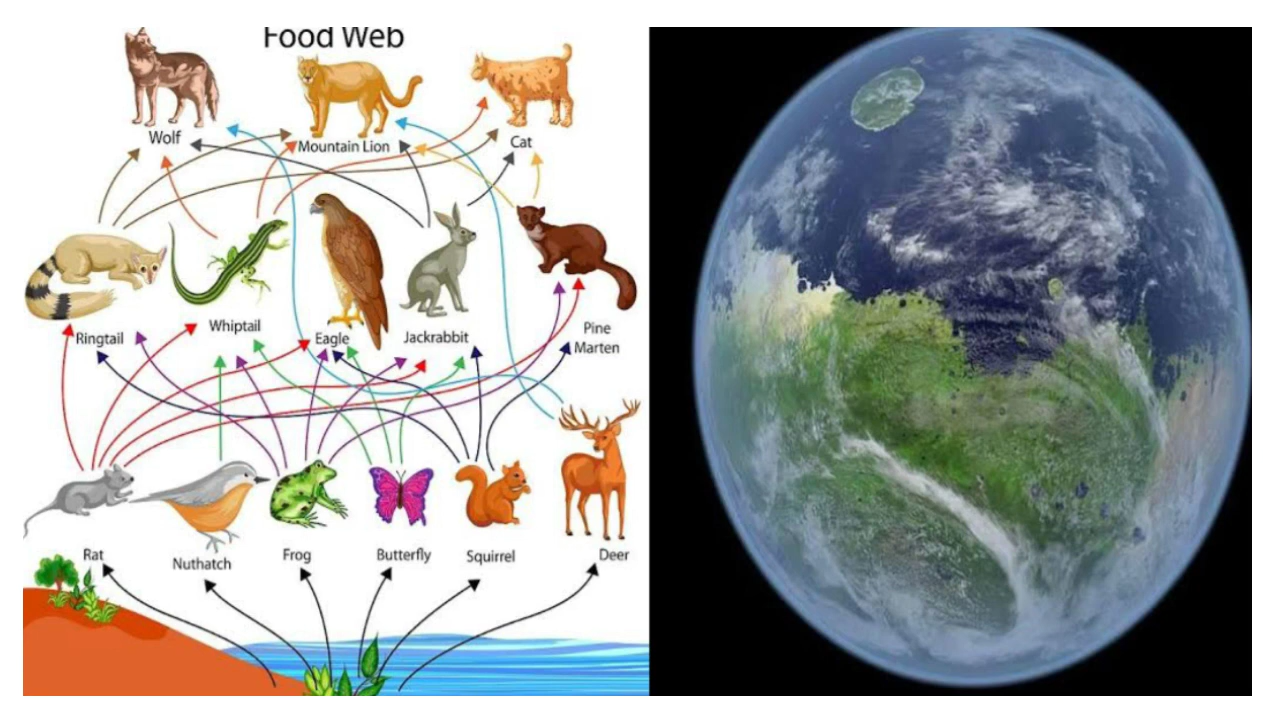 Food Web
Wolf
Mountain Lion
Cat
Ringtail
Whiptail
Eagle
Jackrabbit
Pine
Marten
Rat
Nuthatch
Frog
Butterfly
Squirrel
Deer